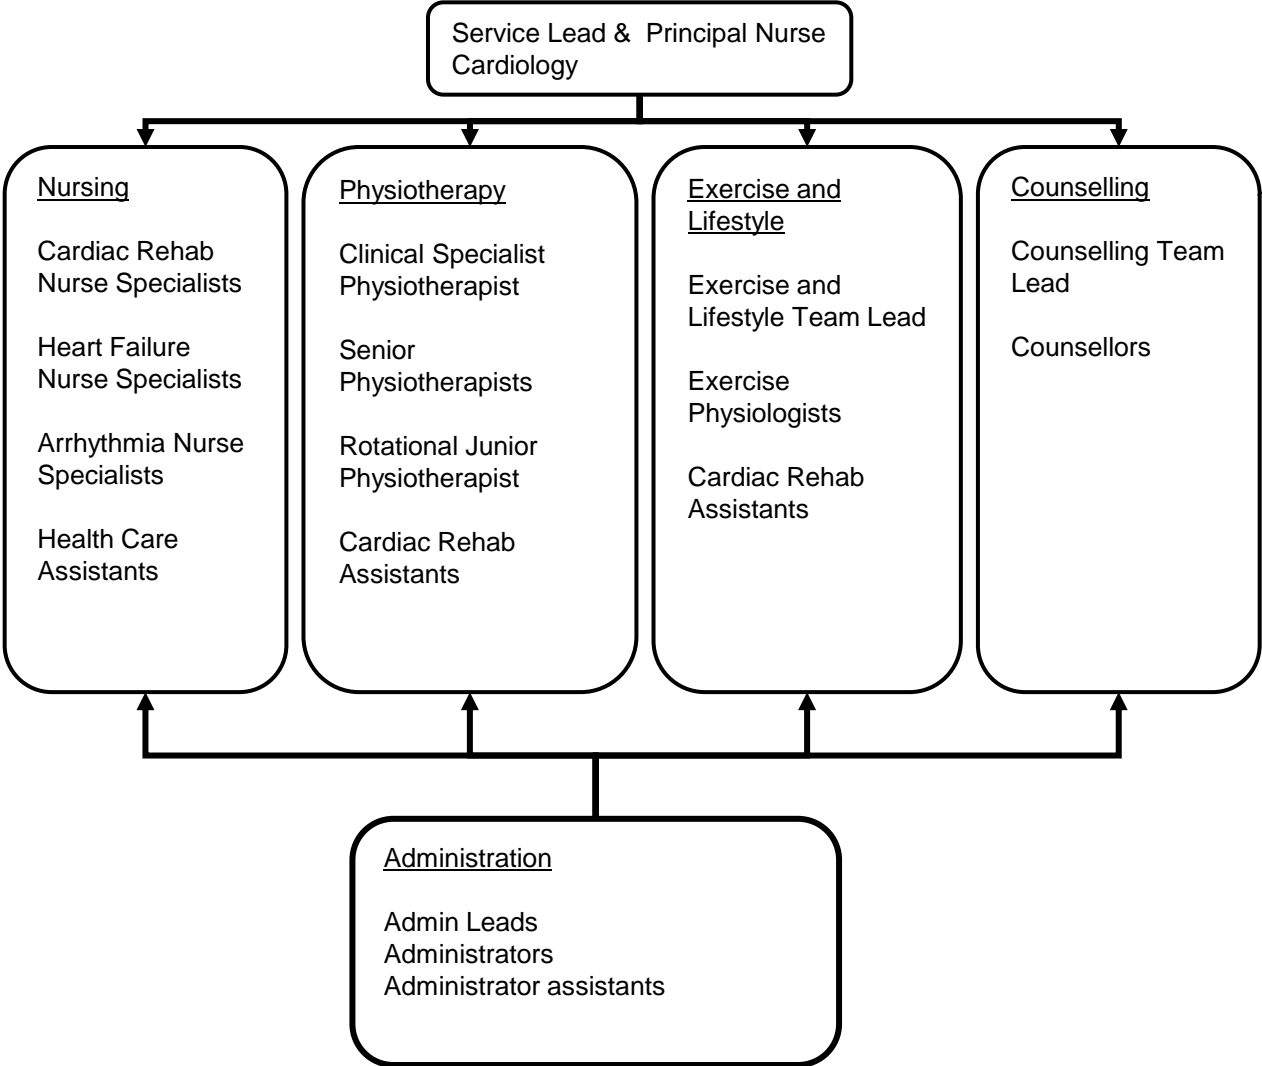 Service Lead &  Principal Nurse
Cardiology
Nursing
Cardiac Rehab
Nurse Specialists
Heart Failure
Nurse Specialists
Arrhythmia Nurse
Specialists
Health Care
Assistants
Physiotherapy
Clinical Specialist
Physiotherapist
Senior
Physiotherapists
Rotational Junior
Physiotherapist
Cardiac Rehab
Assistants
Exercise and
Lifestyle
Exercise and
Lifestyle Team Lead
Exercise
Physiologists
Cardiac Rehab
Assistants
Counselling
Counselling Team
Lead
Counsellors
Administration
Admin Leads
Administrators
Administrator assistants